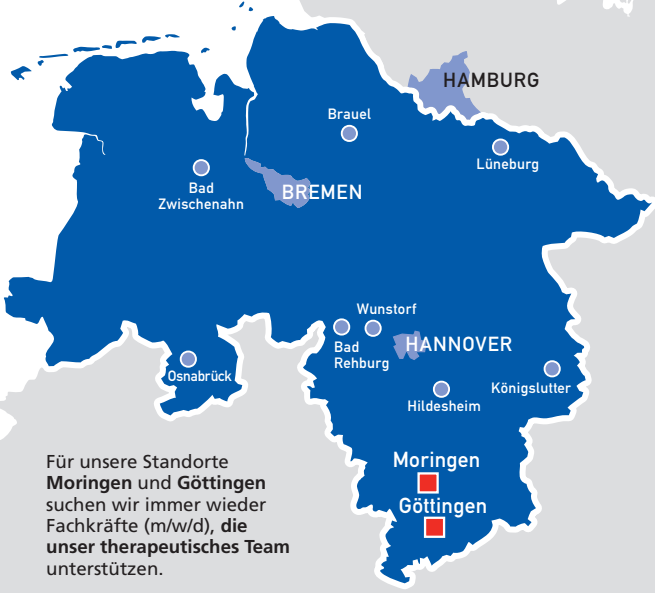 HAMBURG
Brauel
Lüneburg
Bad
Zwischenahn
BREMEN
Wunstorf
Bad
Rehburg
HANNOVER
Osnabrück
Königslutter
Hildesheim
Moringen
Göttingen
Für unsere Standorte
Moringen und Göttingen
suchen wir immer wieder
Fachkräfte (m/w/d), die
unser therapeutisches Team
unterstützen.